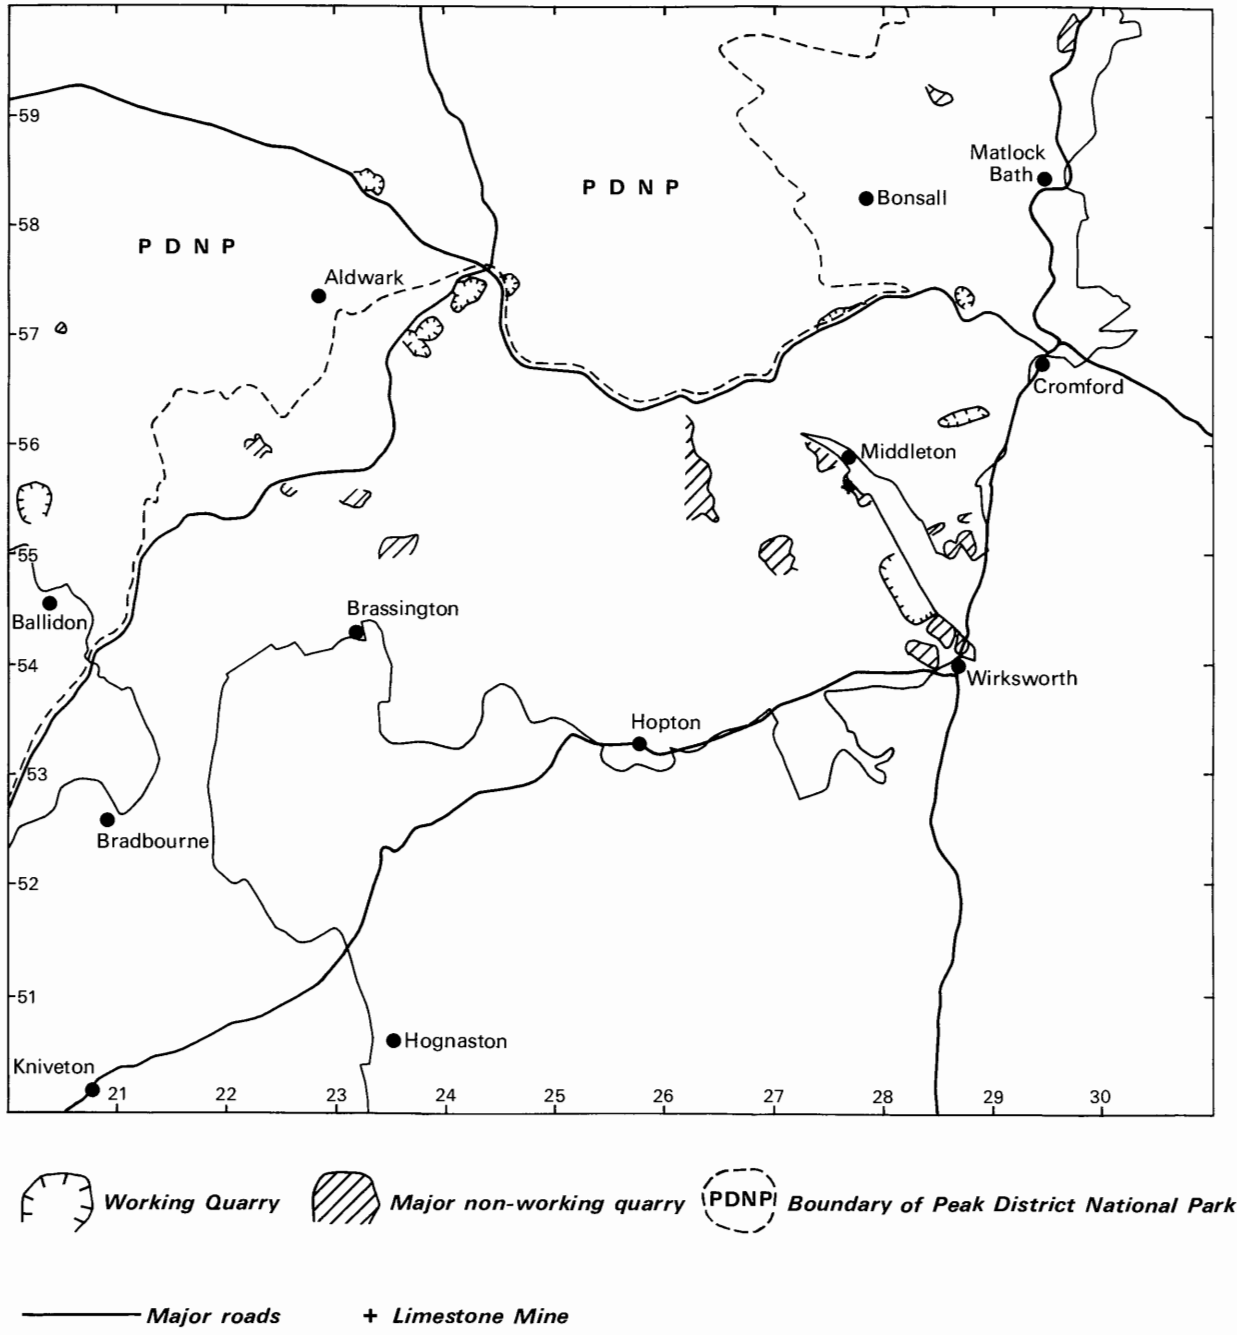 59
Matlock
Bath
P D N P
Bonsall
58
P D N P
Aldwark
57
Cromford
56
Middleton
55
Brassington
Ballidon
54
Wirksworth
Hopton
53
Bradbourne
52
51
Hognaston
Kniveton
21 22 23 24 25 26 27 28 29 30
Working Quarry Major non-working quarry PDNP Boundary of Peak District National Park
Major roads + Limestone Mine